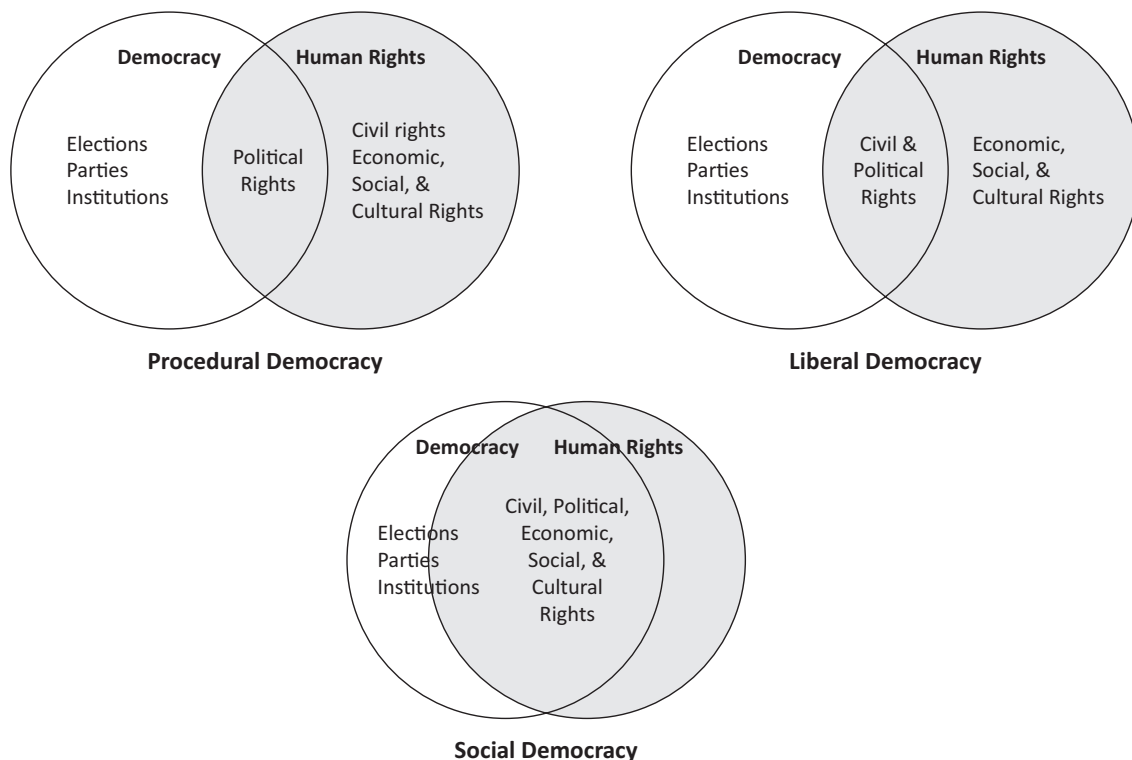 Democracy
Human Rights
Elections
Parties
Institutions
Political
Rights
Civil rights
Economic,
Social, &
Cultural Rights
Procedural Democracy
Democracy
Human Rights
Elections
Parties
Institutions
Civil &
Political
Rights
Economic,
Social, &
Cultural Rights
Liberal Democracy
Democracy
Human Rights
Elections
Parties
Institutions
Civil, Political,
Economic,
Social, &
Cultural
Rights
Social Democracy